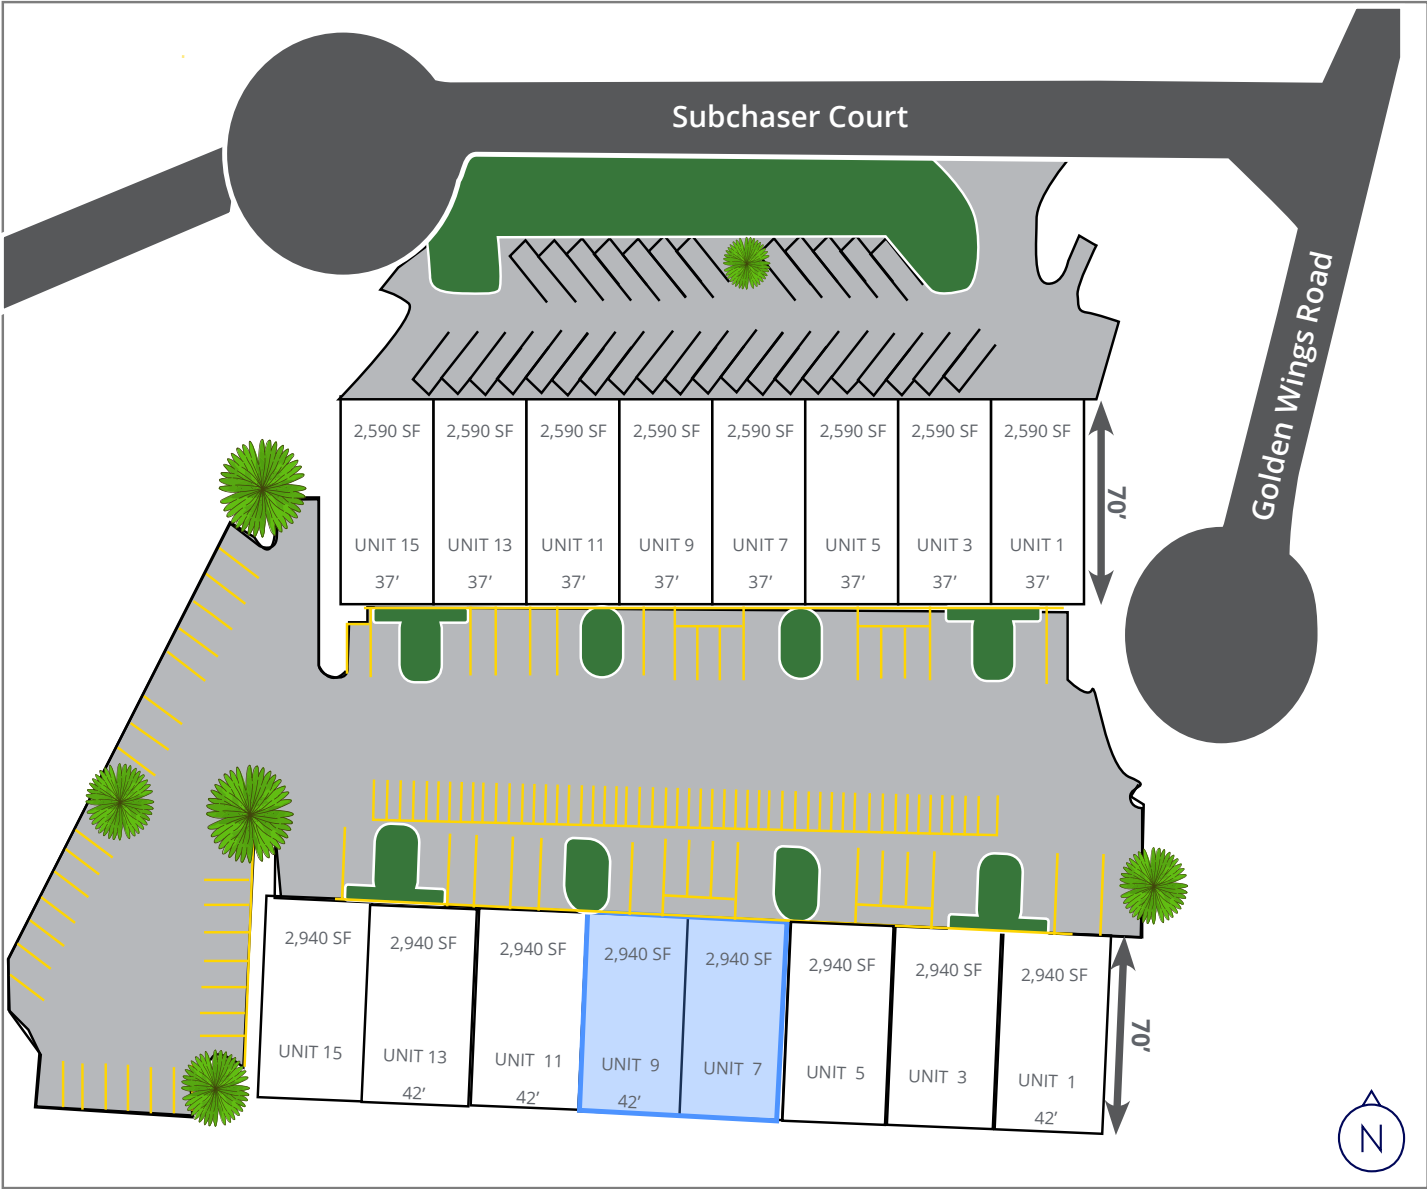 Subchaser Court
Golden Wings Road
2,590 SF 2,590 SF 2,590 SF 2,590 SF 2,590 SF 2,590 SF 2,590 SF 2,590 SF
70’
UNIT 15 UNIT 13 UNIT 11 UNIT 9 UNIT 7 UNIT 5 UNIT 3 UNIT 1
37’ 37’ 37’ 37’ 37’ 37’ 37’ 37’
2,940 SF 2,940 SF 2,940 SF 2,940 SF 2,940 SF 2,940 SF 2,940 SF 2,940 SF
70’
UNIT 15 UNIT 13 UNIT 11 UNIT 9 UNIT 7 UNIT 5 UNIT 3 UNIT 1
42’ 42’ 42’ 42’
N